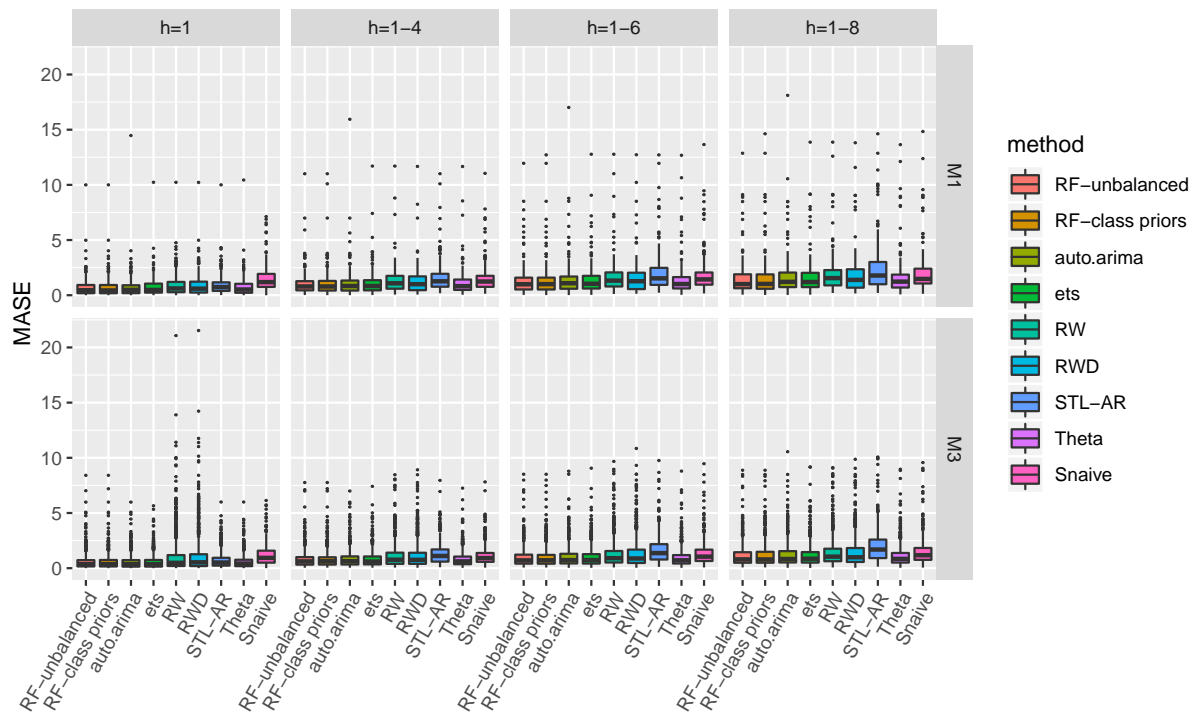 h=1 h=1−4 h=1−6 h=1−8
MASE
20
15
10
5
0
M1
20
15
10
5
0
M3
RF−unbalanced RF−class priors auto.arima ets RW RWD STL−AR Theta Snaive
RF−unbalanced RF−class priors auto.arima ets RW RWD STL−AR Theta Snaive
RF−unbalanced RF−class priors auto.arima ets RW RWD STL−AR Theta Snaive
RF−unbalanced RF−class priors auto.arima ets RW RWD STL−AR Theta Snaive
method
RF−unbalanced
RF−class priors
auto.arima
ets
RW
RWD
STL−AR
Theta
Snaive